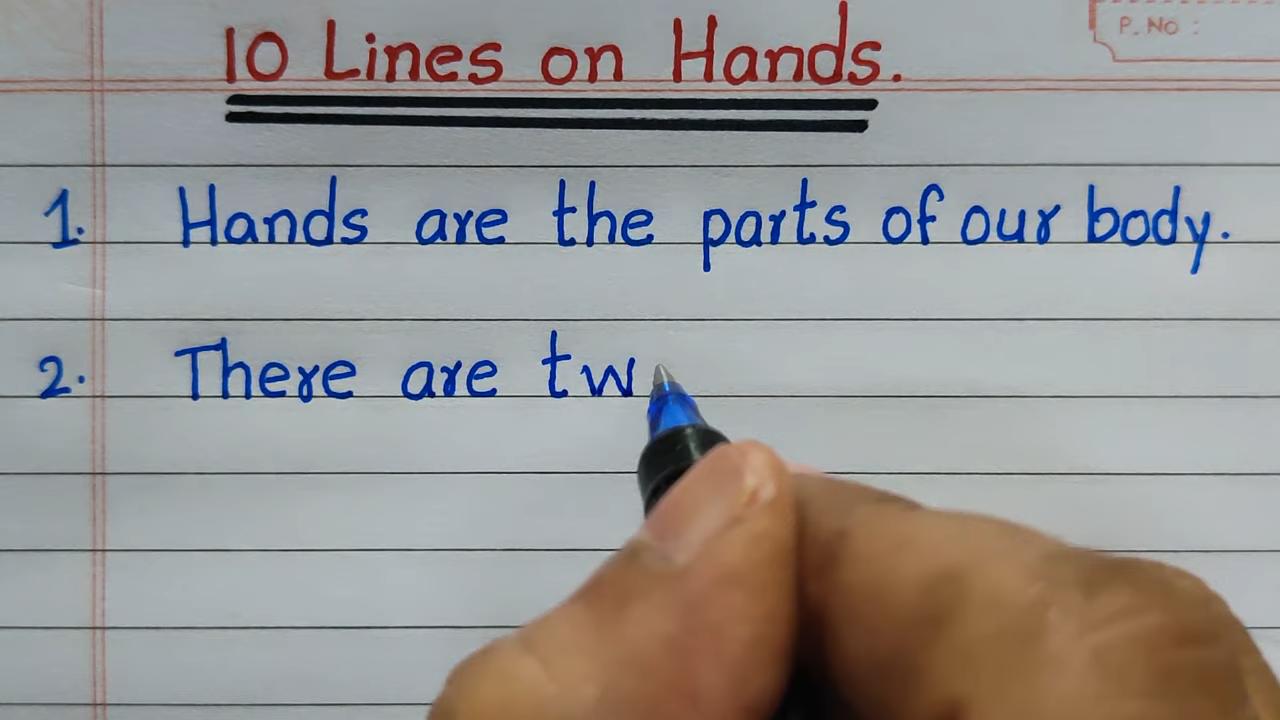 P. No :
10 Lines on Hands.
1. Hands are the parts of our body.
2. There are tw